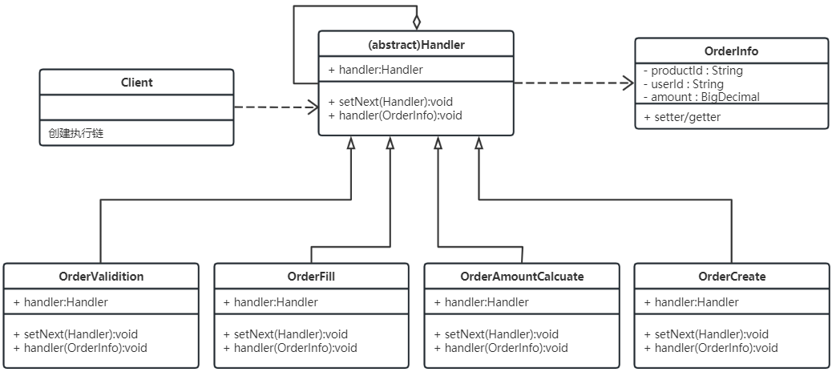 Client
创建执行链
(abstract)Handler
+ handler:Handler
+ setNext(Handler):void
+ handler(OrderInfo):void
OrderInfo
- productId : String
- userId : String
- amount : BigDecimal
+ setter/getter
OrderValidition
+ handler:Handler
+ setNext(Handler):void
+ handler(OrderInfo):void
OrderFill
+ handler:Handler
+ setNext(Handler):void
+ handler(OrderInfo):void
OrderAmountCalcuate
+ handler:Handler
+ setNext(Handler):void
+ handler(OrderInfo):void
OrderCreate
+ handler:Handler
+ setNext(Handler):void
+ handler(OrderInfo):void